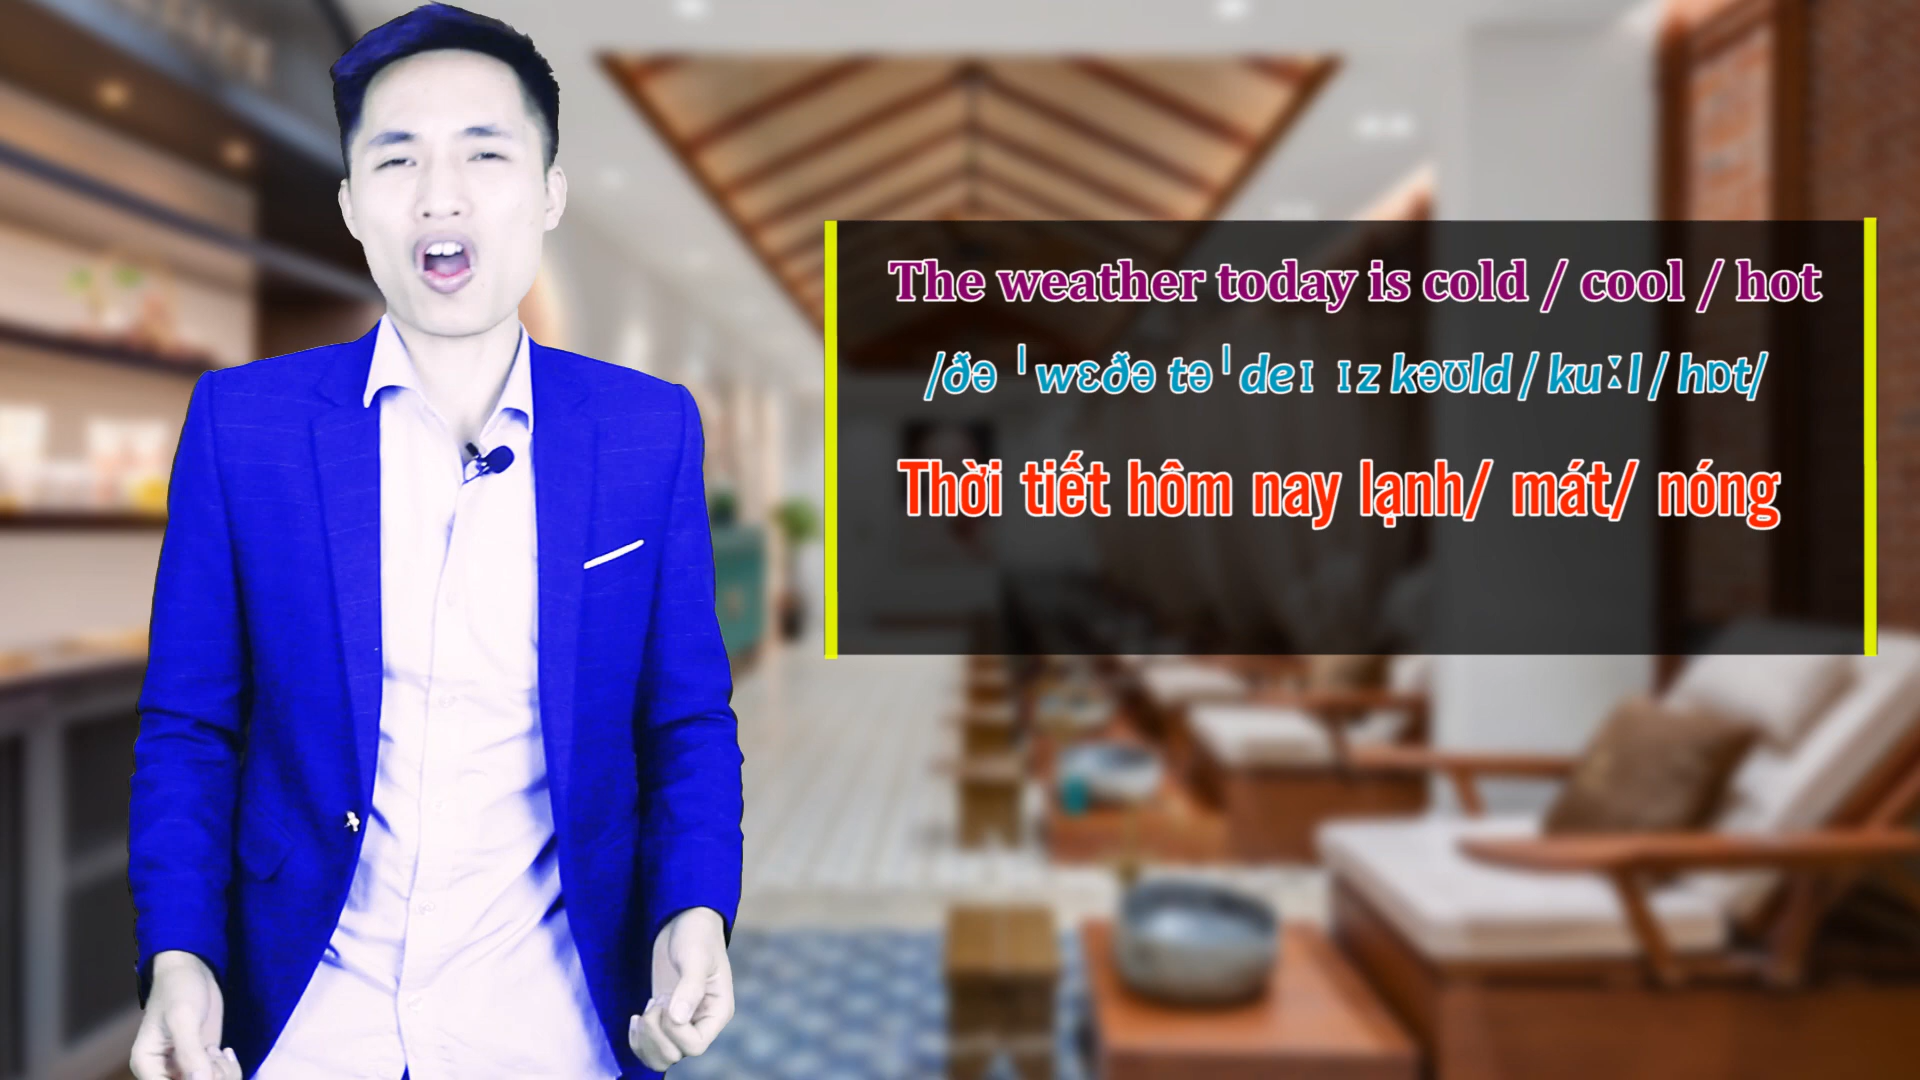 The weather today is cold / cool / hot
/ðə ˈwɛðə təˈdeɪ ɪz kəʊld / kuːl / hɒt/
Thời tiết hôm nay lạnh/ mát/ nóng